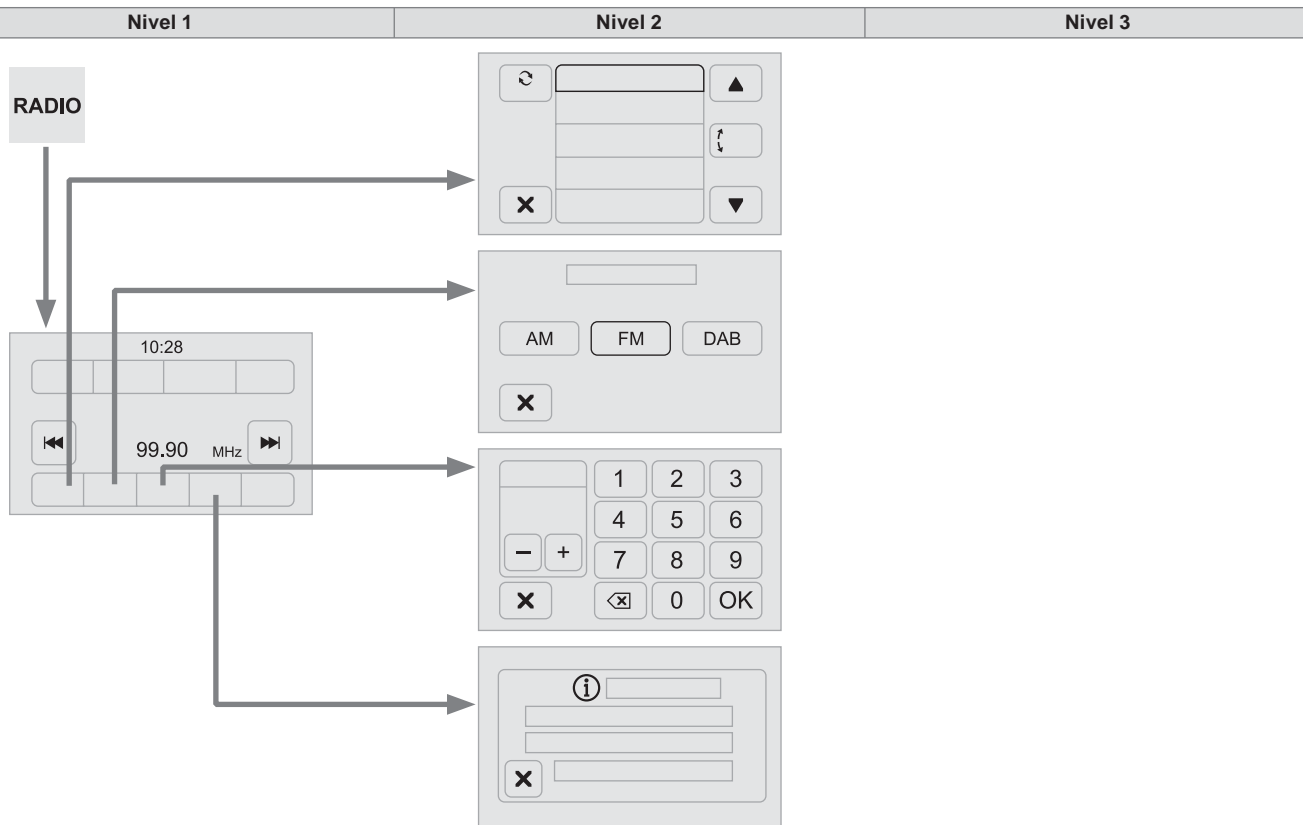 Nivel 1 Nivel 2 Nivel 3
RADIO
10:28
99.90 MHz
AM FM DAB
1 2 3
4 5 6
− + 7 8 9
0 OK